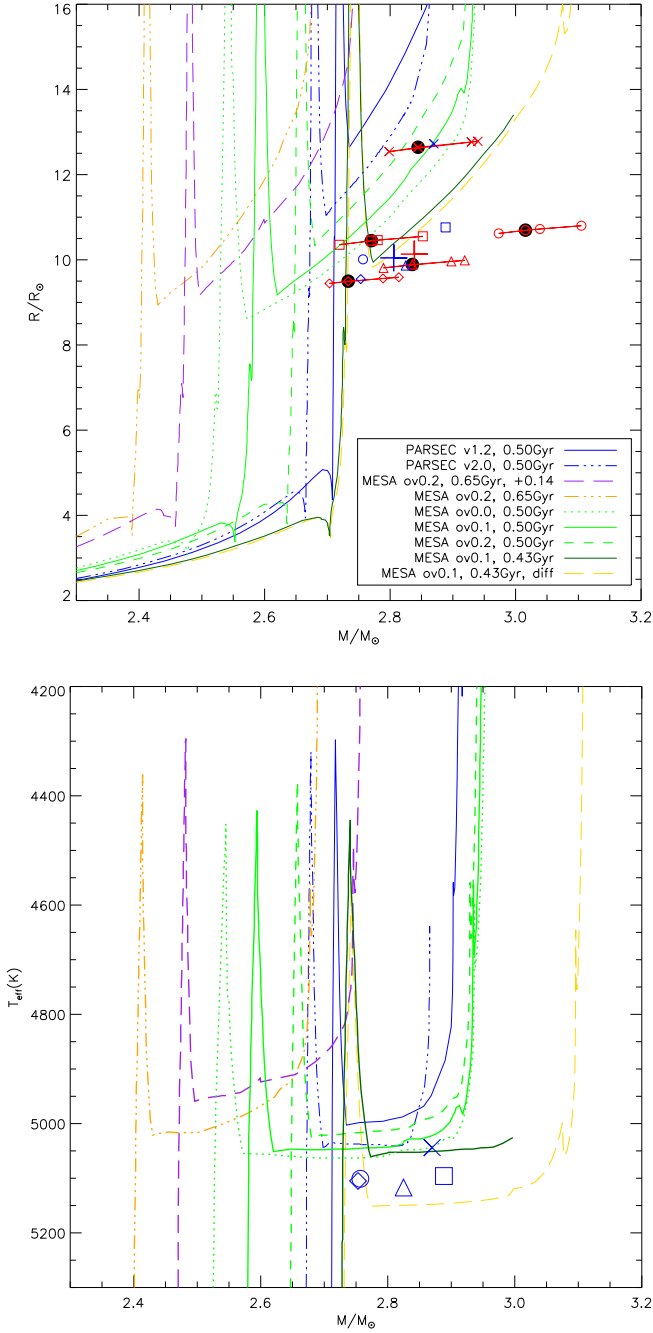 16
14
12
10
8
6
4
2
R/R⊙
PARSEC v1.2, 0.50Gyr
PARSEC v2.0, 0.50Gyr
MESA ov0.2, 0.65Gyr, +0.14
MESA ov0.2, 0.65Gyr
MESA ov0.0, 0.50Gyr
MESA ov0.1, 0.50Gyr
MESA ov0.2, 0.50Gyr
MESA ov0.1, 0.43Gyr
MESA ov0.1, 0.43Gyr, diff
2.4 2.6 2.8 3.0 3.2
M/M⊙
4200
4400
4600
4800
5000
5200
T_eff(K)
2.4 2.6 2.8 3.0 3.2
M/M⊙